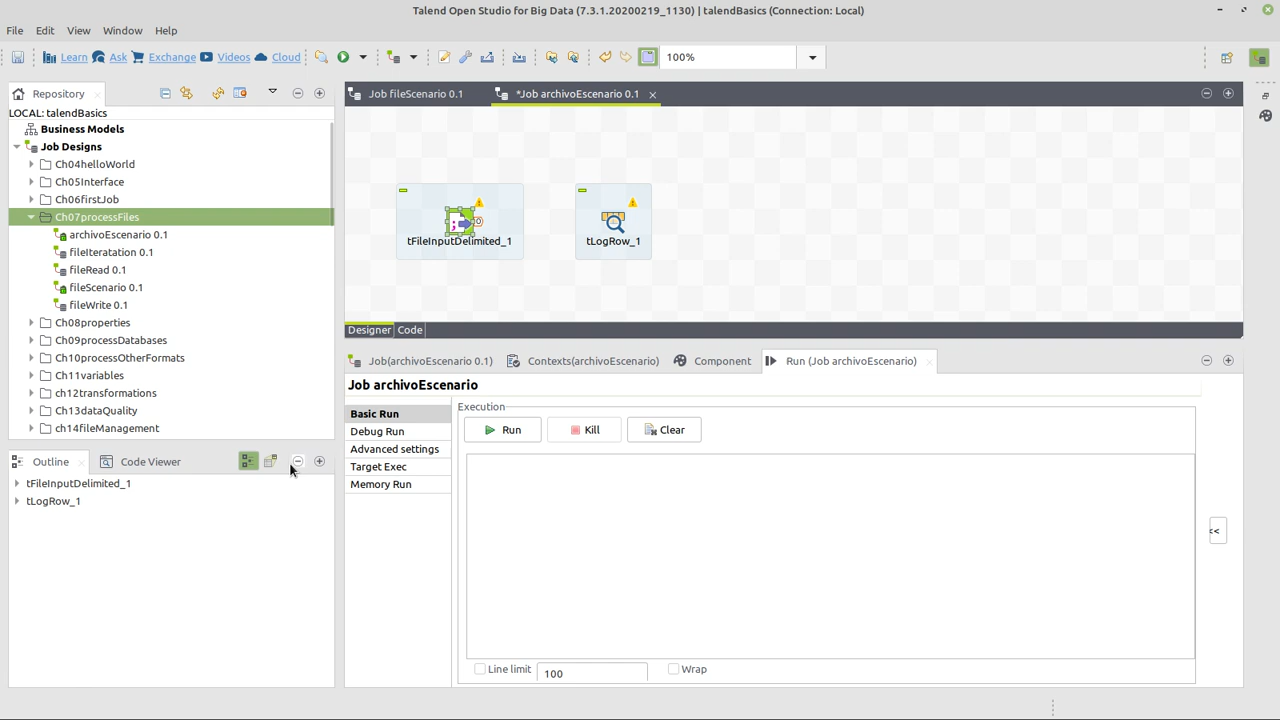 Talend Open Studio for Big Data (7.3.1.20200219_1130) | talendBasics (Connection: Local)
File Edit View Window Help
Learn Ask Exchange Videos Cloud 100%
Repository
LOCAL: talendBasics
Business Models
Job Designs
Ch04helloWorld
Ch05Interface
Ch06firstJob
Ch07processFiles
archivoEscenario 0.1
fileIteratation 0.1
fileRead 0.1
fileScenario 0.1
fileWrite 0.1
Ch08properties
Ch09processDatabases
Ch10processOtherFormats
Ch11variables
ch12transformations
Ch13dataQuality
ch14fileManagement
Outline Code Viewer
tFileInputDelimited_1
tLogRow_1
Job fileScenario 0.1 *Job archivoEscenario 0.1
tFileInputDelimited_1 tLogRow_1
Designer Code
Job(archivoEscenario 0.1) Contexts(archivoEscenario) Component Run (Job archivoEscenario)
Job archivoEscenario
Basic Run
Debug Run
Advanced settings
Target Exec
Memory Run
Execution
Run Kill Clear
<<
Line limit 100 Wrap